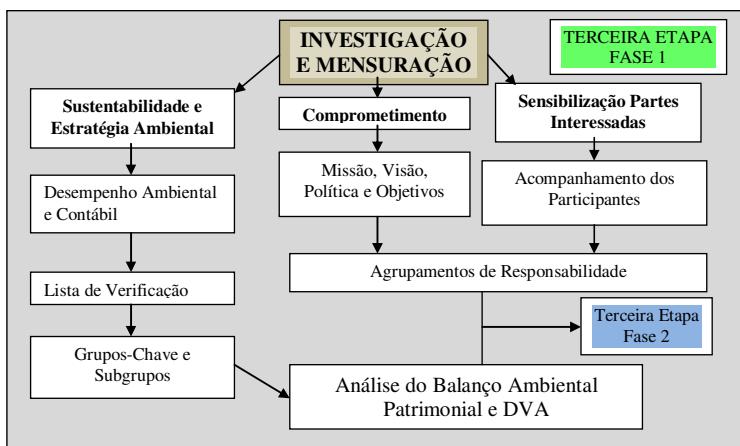 INVESTIGAÇÃO
E MENSURAÇÃO
TERCEIRA ETAPA
FASE 1
Sustentabilidade e
Estratégia Ambiental
Comprometimento
Sensibilização Partes
Interessadas
Desempenho Ambiental
e Contábil
Missão, Visão,
Política e Objetivos
Acompanhamento dos
Participantes
Lista de Verificação
Agrupamentos de Responsabilidade
Terceira Etapa
Fase 2
Grupos-Chave e
Subgrupos
Análise do Balanço Ambiental
Patrimonial e DVA